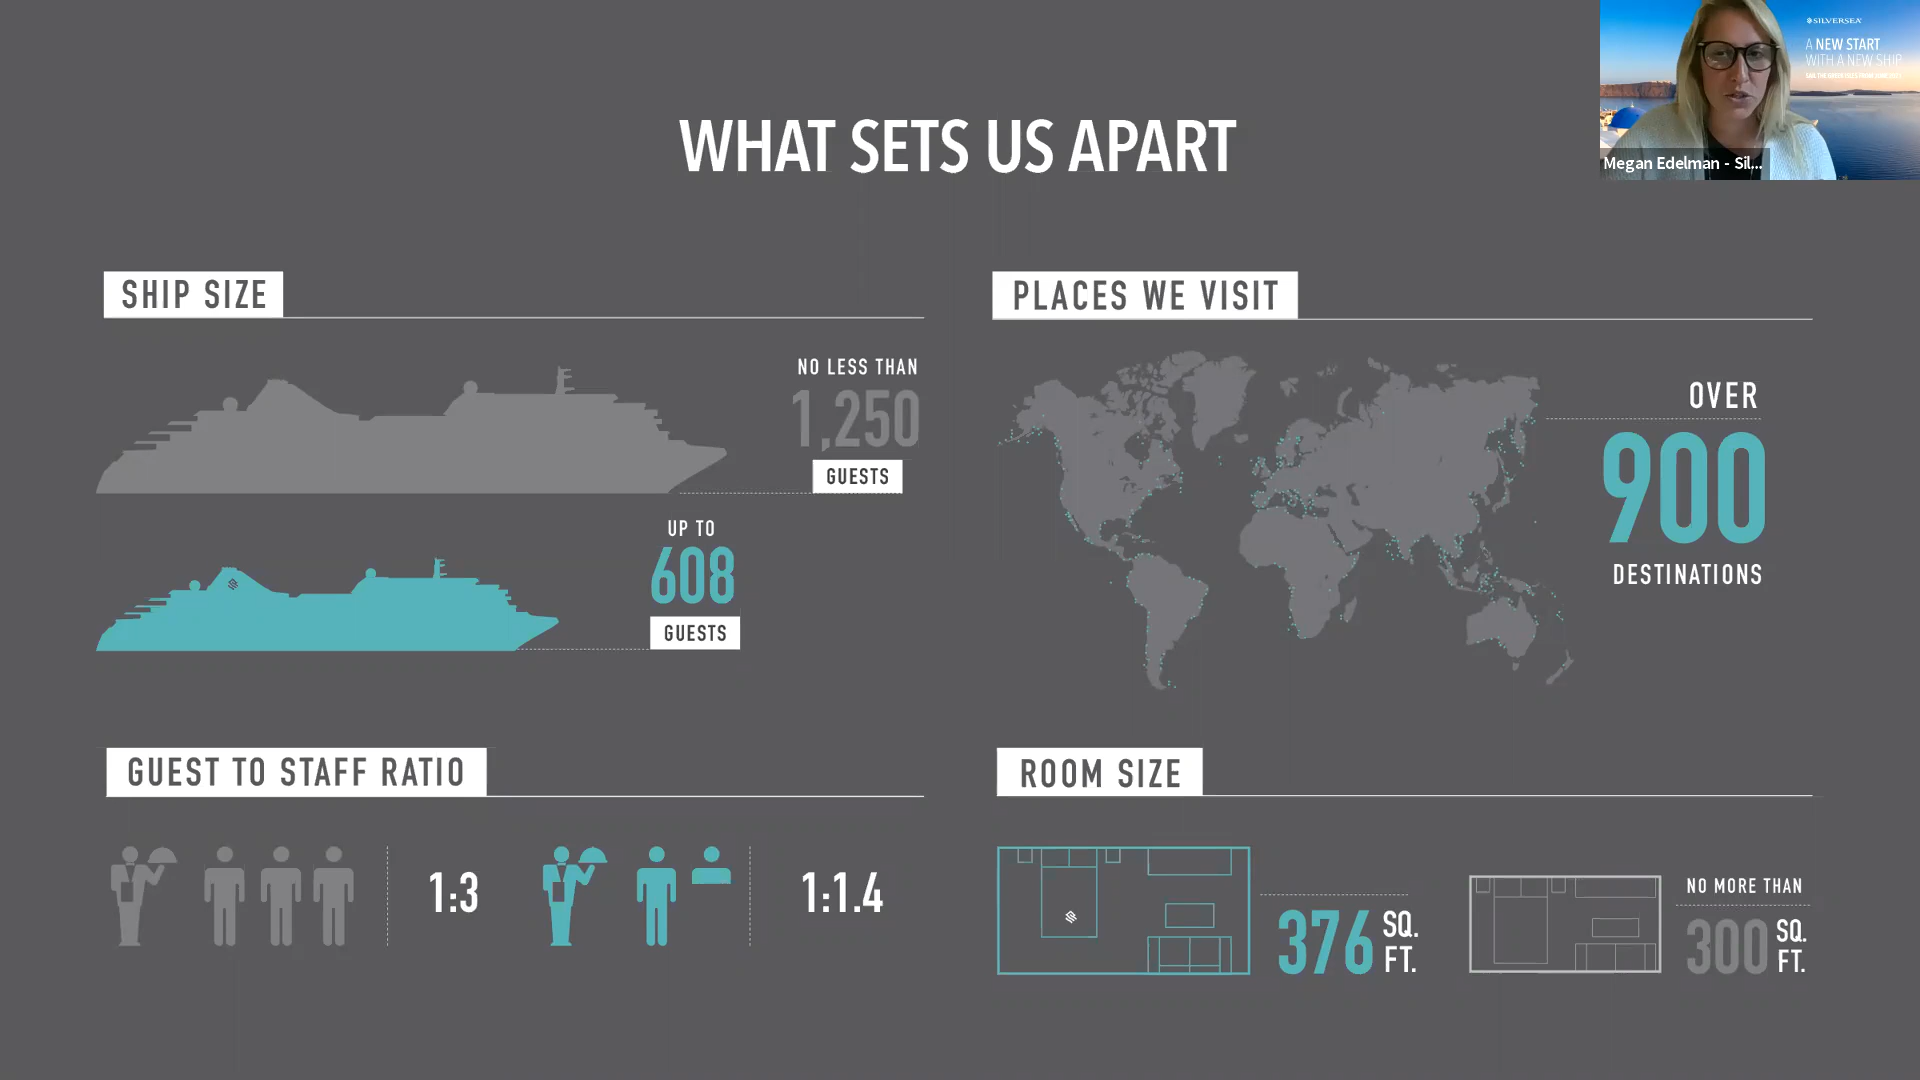 WHAT SETS US APART
SILVERSEA
A NEW START
WITH A NEW SHIP
Megan Edelman - Sil...
SHIP SIZE
NO LESS THAN
1,250
GUESTS
UP TO
608
GUESTS
PLACES WE VISIT
OVER
900
DESTINATIONS
GUEST TO STAFF RATIO
1:3
1:1.4
ROOM SIZE
376 SQ. FT.
NO MORE THAN
300 SQ. FT.